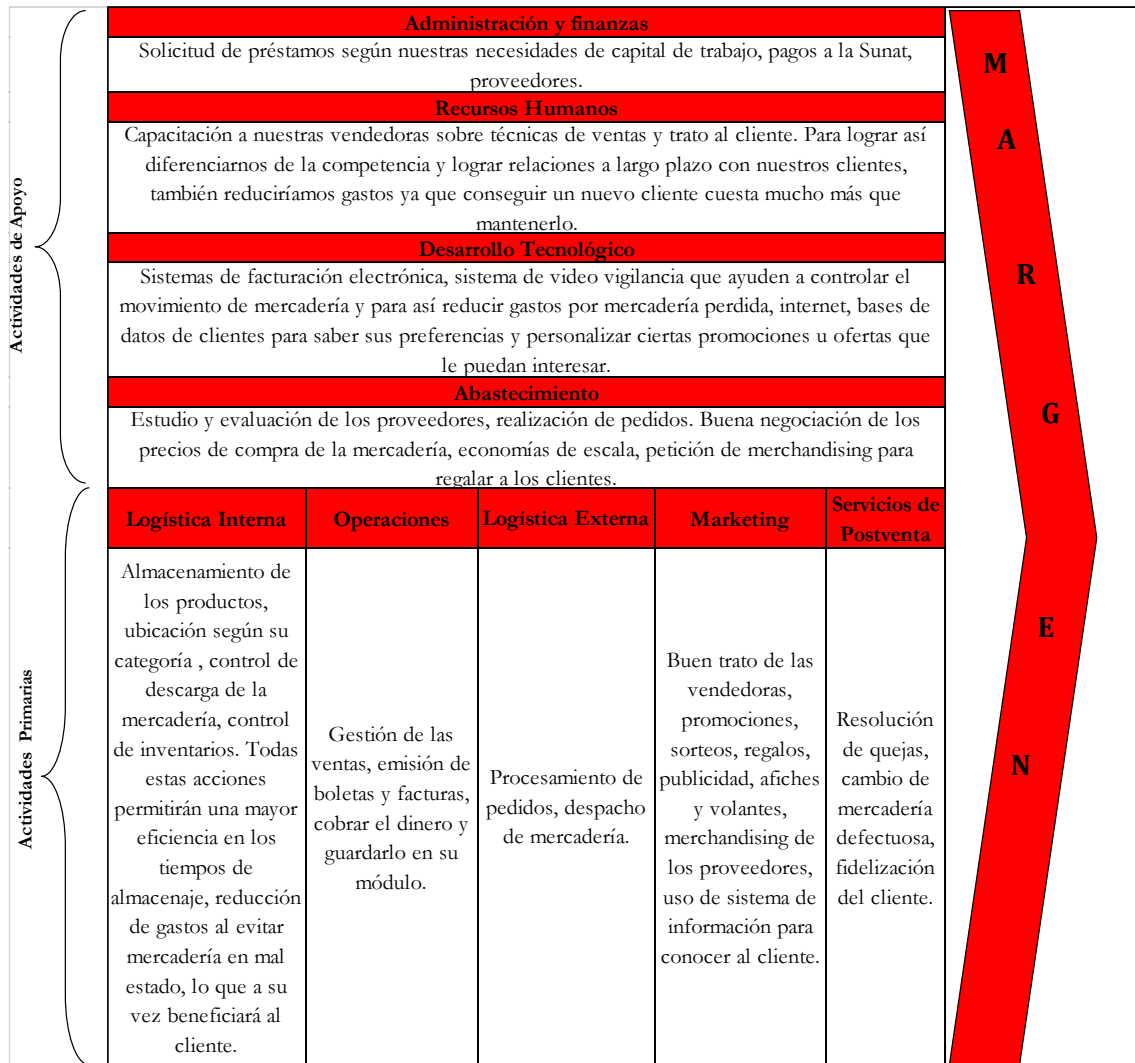 Administración y finanzas
Solicitud de préstamos según nuestras necesidades de capital de trabajo, pagos a la Sunat,
proveedores.
Recursos Humanos
Capacitación a nuestras vendedoras sobre técnicas de ventas y trato al cliente. Para lograr así
diferenciarnos de la competencia y lograr relaciones a largo plazo con nuestros clientes,
también reduciríamos gastos ya que conseguir un nuevo cliente cuesta mucho más que
mantenerlo.
Desarrollo Tecnológico
Sistemas de facturación electrónica, sistema de video vigilancia que ayuden a controlar el
movimiento de mercadería y para así reducir gastos por mercadería perdida, internet, bases de
datos de clientes para saber sus preferencias y personalizar ciertas promociones u ofertas que
le puedan interesar.
Abastecimiento
Estudio y evaluación de los proveedores, realización de pedidos. Buena negociación de los
precios de compra de la mercadería, economías de escala, petición de merchandising para
regalar a los clientes.
Actividades de Apoyo
Logística Interna
Almacenamiento de
los productos,
ubicación según su
categoría , control de
descarga de la
mercadería, control
de inventarios. Todas
estas acciones
permitirán una mayor
eficiencia en los
tiempos de
almacenaje, reducción
de gastos al evitar
mercadería en mal
estado, lo que a su
vez beneficiará al
cliente.
Operaciones
Gestión de las
ventas, emisión de
boletas y facturas,
cobrar el dinero y
guardarlo en su
módulo.
Logística Externa
Procesamiento de
pedidos, despacho
de mercadería.
Marketing
Buen trato de las
vendedoras,
promociones,
sorteos, regalos,
publicidad, afiches
y volantes,
merchandising de
los proveedores,
uso de sistema de
información para
conocer al cliente.
Servicios de
Postventa
Resolución
de quejas,
cambio de
mercadería
defectuosa,
fidelización
del cliente.
Actividades Primarias
M
A
R
G
E
N